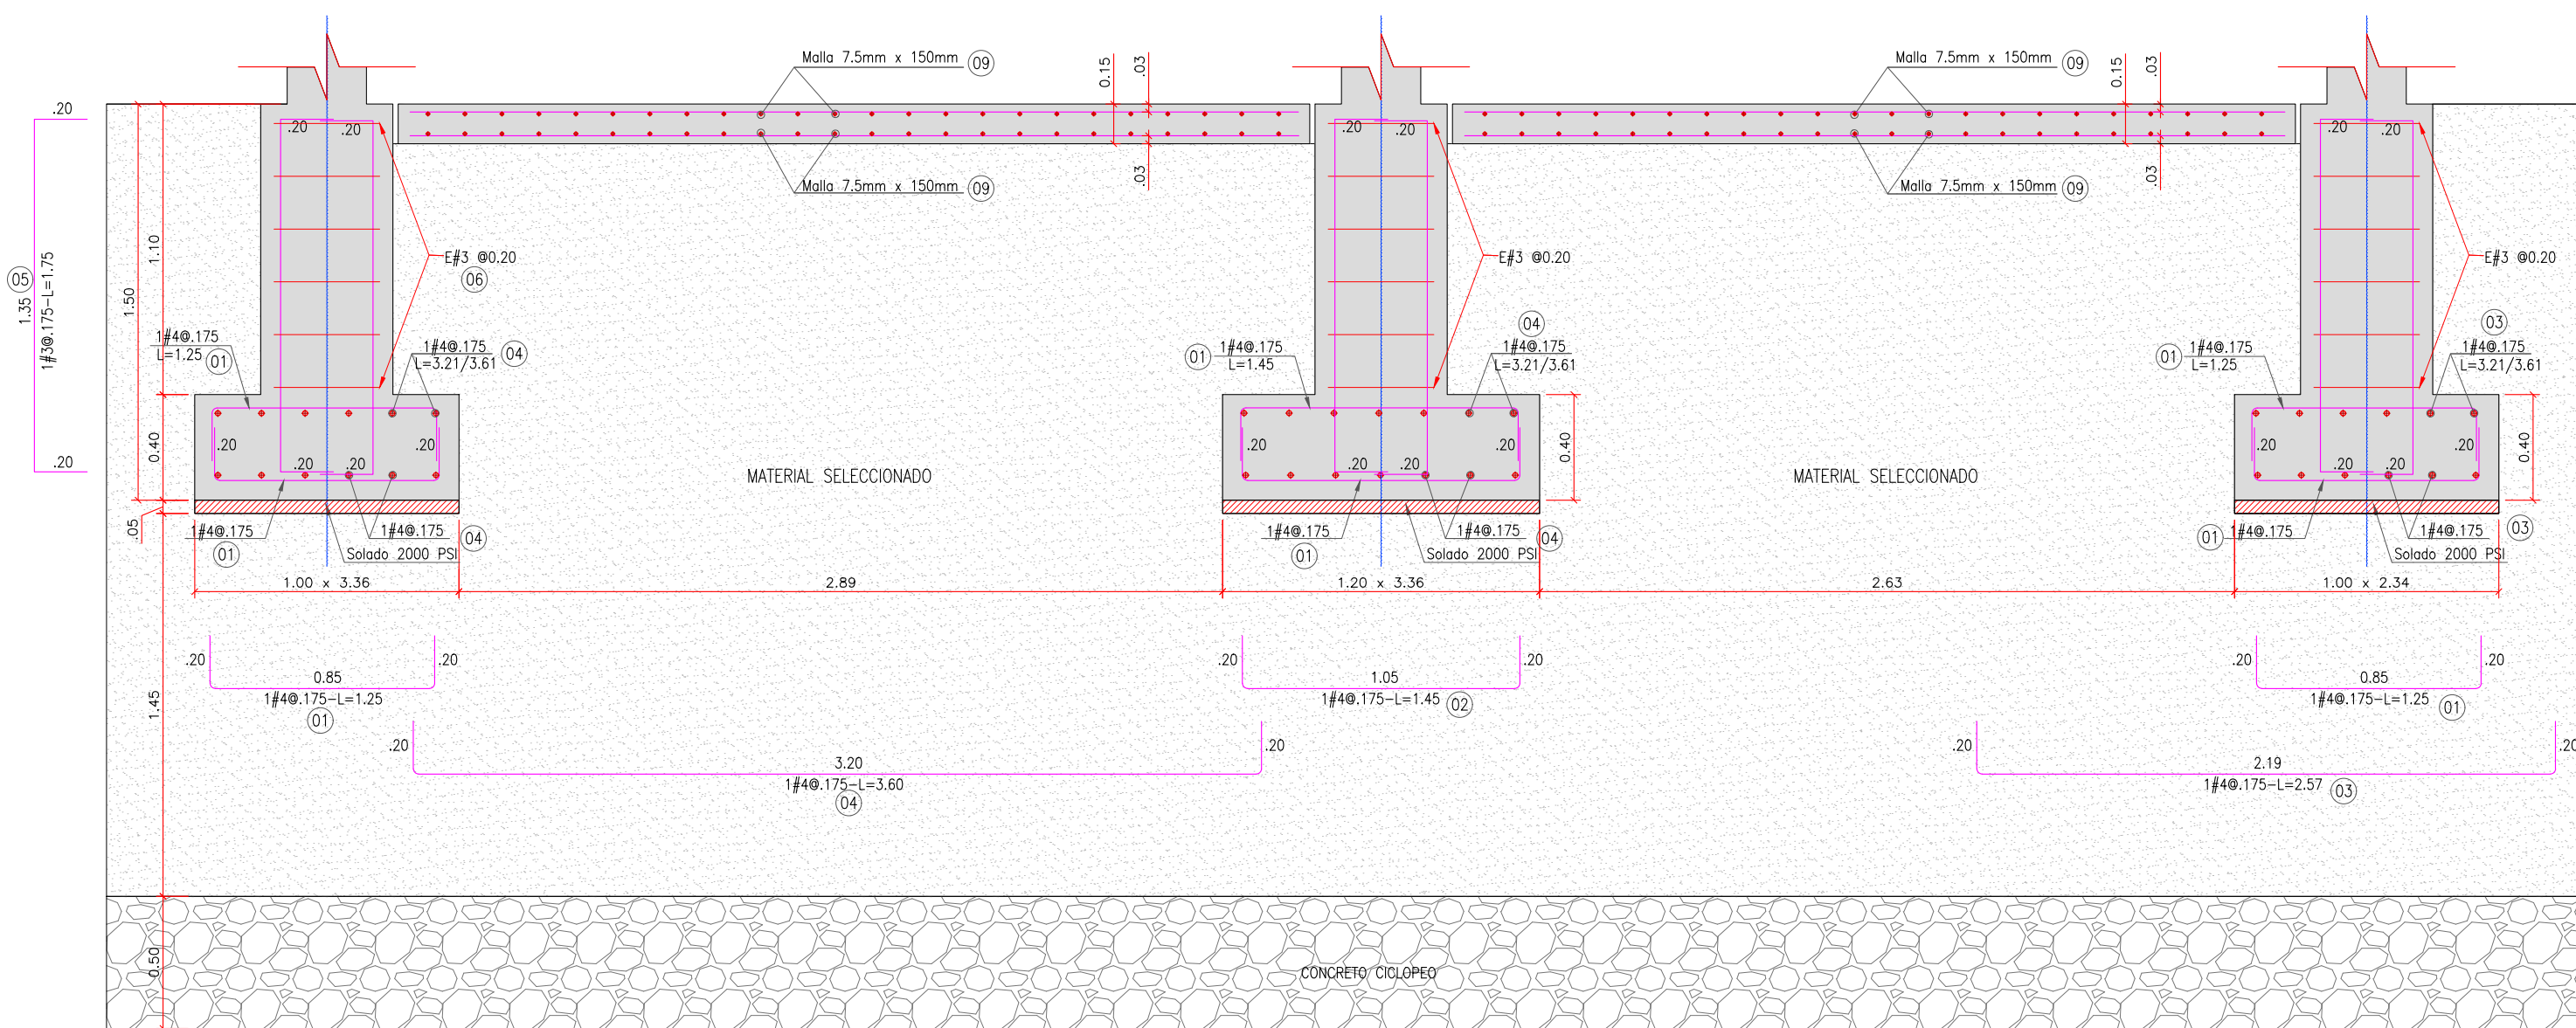 Malla 7.5mm x 150mm 09
0.15
.03
Malla 7.5mm x 150mm 09
0.15
.03
.20
.20
.20
.20
.20
.20
.20
Malla 7.5mm x 150mm 09
.03
Malla 7.5mm x 150mm 09
.03
05
1.35
1#3@.175-L=1.75
1.50
1.10
E#3 @0.20
06
E#3 @0.20
E#3 @0.20
1#4@.175
L=1.25
01
1#4@.175
L=3.21/3.61
04
01
1#4@.175
L=1.45
04
1#4@.175
L=3.21/3.61
01
1#4@.175
L=1.25
03
1#4@.175
L=3.21/3.61
0.40
.20
.20
.20
.20
.20
.20
.20
.20
0.40
.20
.20
.20
.20
0.40
.20
MATERIAL SELECCIONADO
MATERIAL SELECCIONADO
.05
1#4@.175
01
1#4@.175
04
Solado 2000 PSI
1#4@.175
01
1#4@.175
04
Solado 2000 PSI
01
1#4@.175
1#4@.175
03
Solado 2000 PSI
1.00 x 3.36
2.89
1.20 x 3.36
2.63
1.00 x 2.34
.20
.20
0.85
1#4@.175-L=1.25
01
.20
.20
1.05
1#4@.175-L=1.45 02
.20
.20
0.85
1#4@.175-L=1.25 01
1.45
.20
.20
3.20
1#4@.175-L=3.60
04
.20
.20
2.19
1#4@.175-L=2.57 03
0.50
CONCRETO CICLOPEO